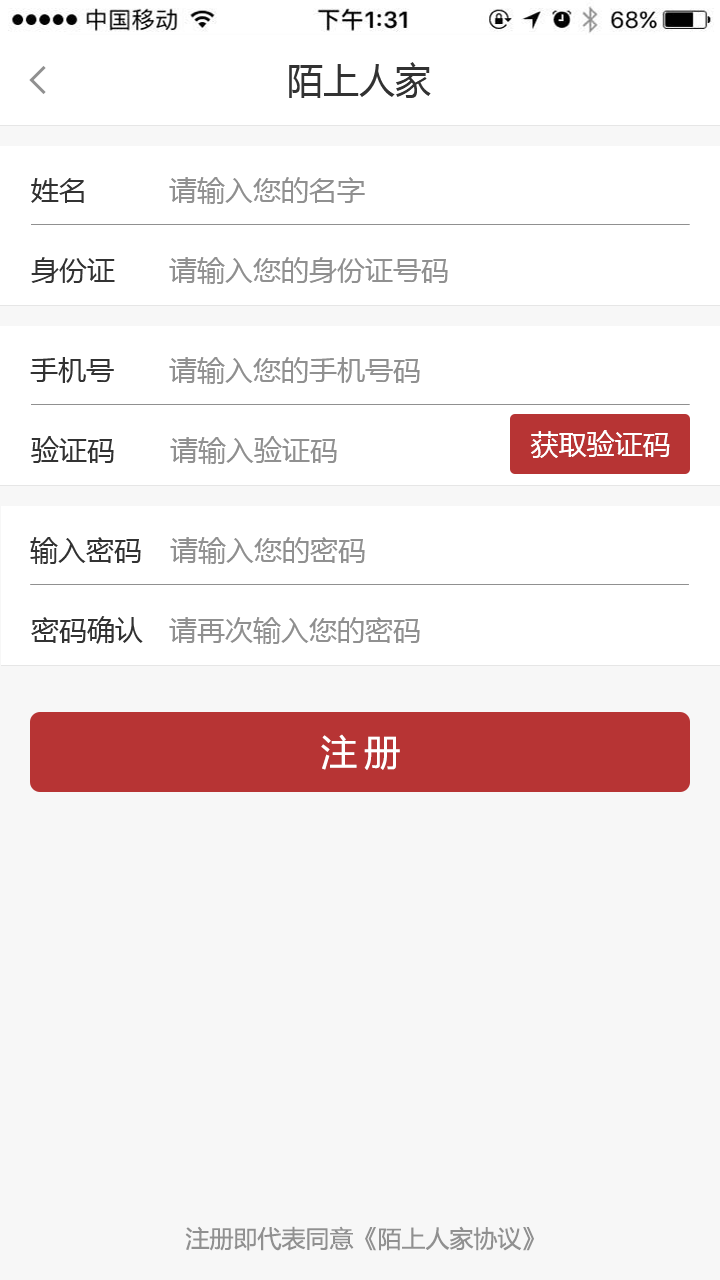 中国移动 下午1:31 68%
陌上人家
姓名 请输入您的名字
身份证 请输入您的身份证号码
手机号 请输入您的手机号码
验证码 请输入验证码 获取验证码
输入密码 请输入您的密码
密码确认 请再次输入您的密码
注册
注册即代表同意《陌上人家协议》